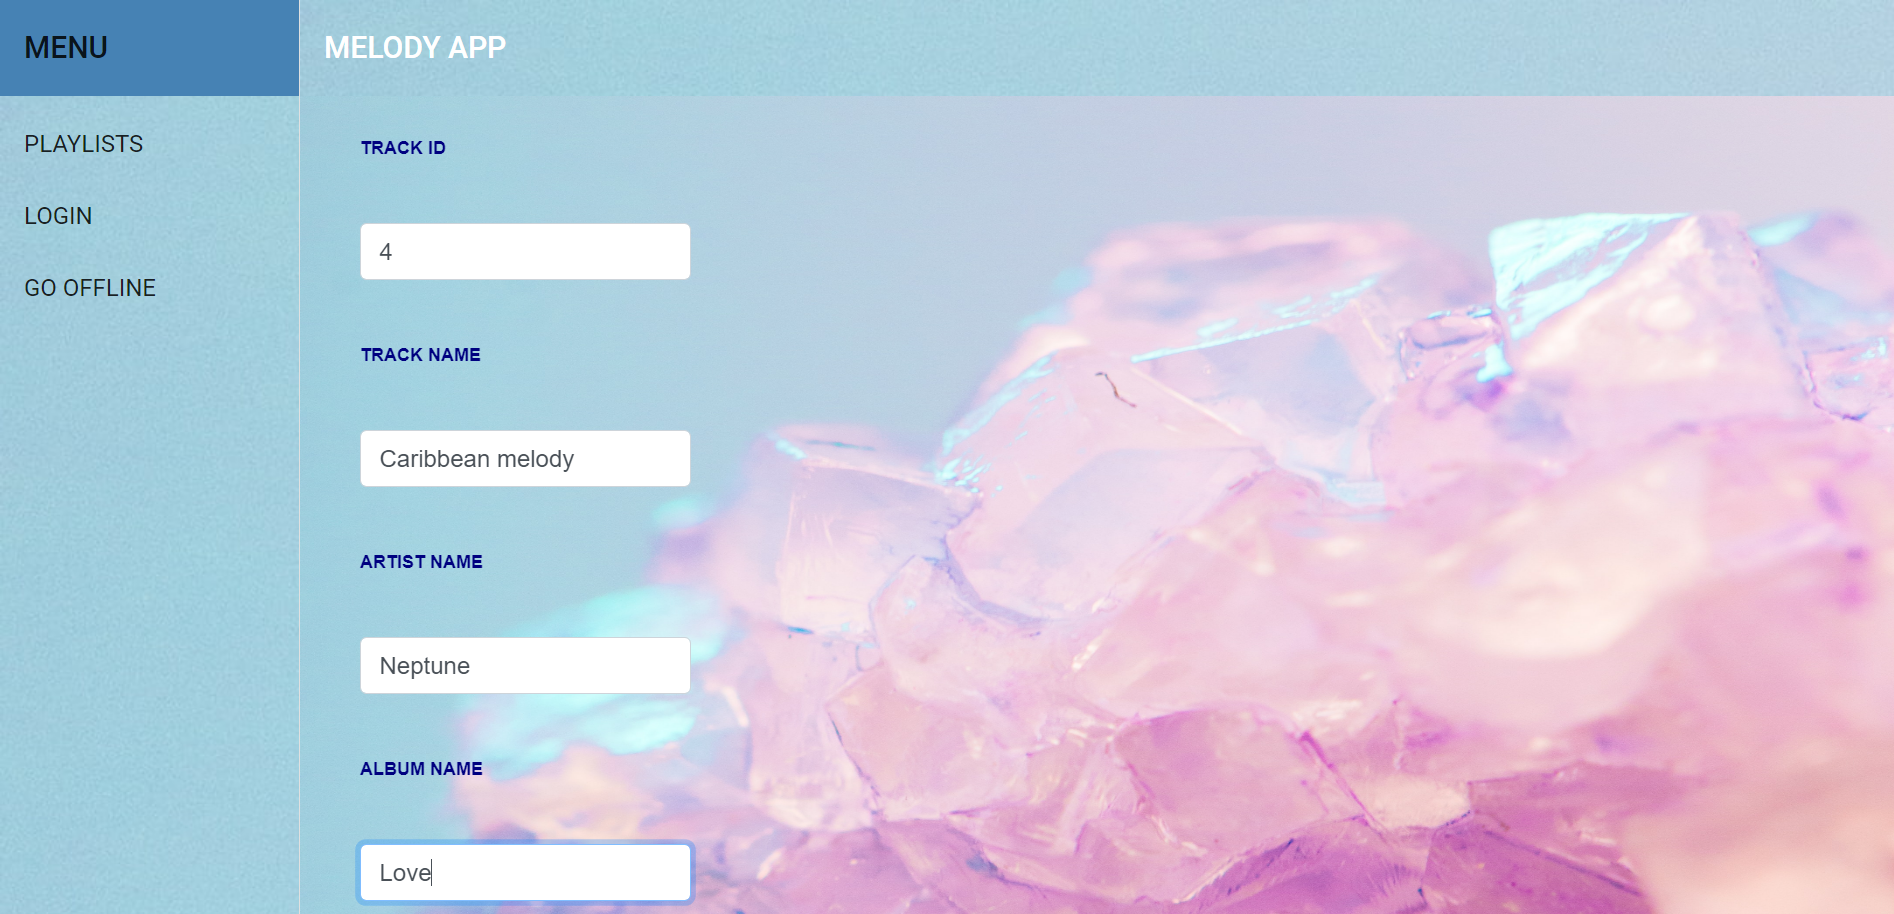 MENU
MELODY APP
PLAYLISTS
LOGIN
GO OFFLINE
TRACK ID
4
TRACK NAME
Caribbean melody
ARTIST NAME
Neptune
ALBUM NAME
Love